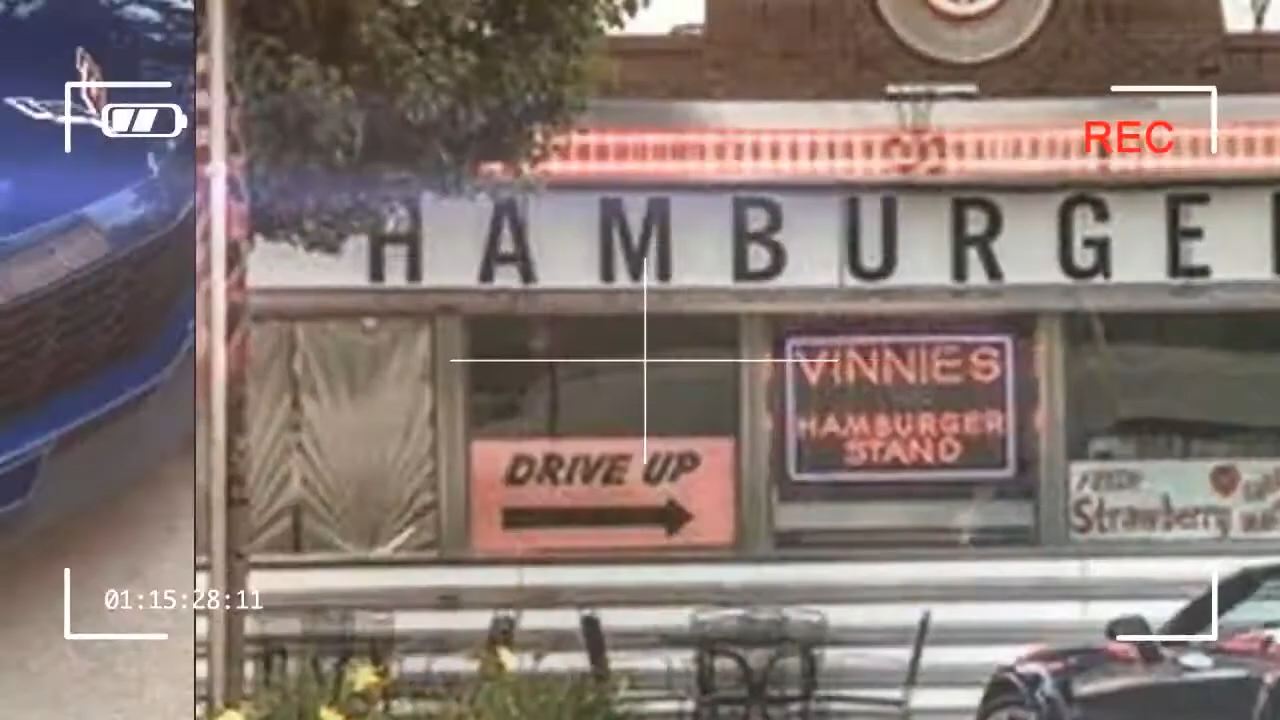 REC
HAMBURGE
VINNIES
HAMBURGER
STAND
DRIVE UP
Strawberry
01:15:28:11